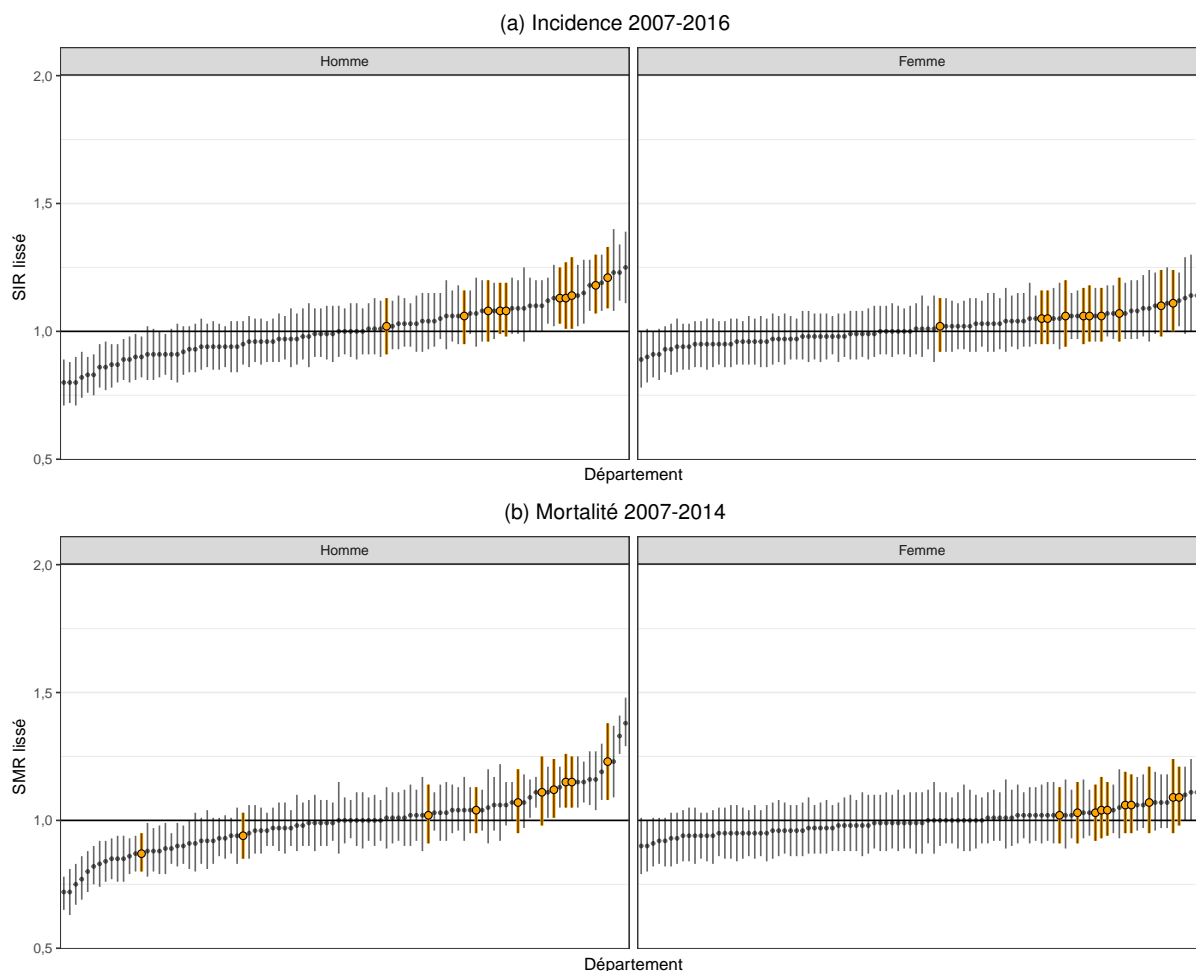 (a) Incidence 2007-2016
Homme
Femme
2,0
1,5
1,0
0,5
SIR lissé
Département
(b) Mortalité 2007-2014
Homme
Femme
2,0
1,5
1,0
0,5
SMR lissé
Département